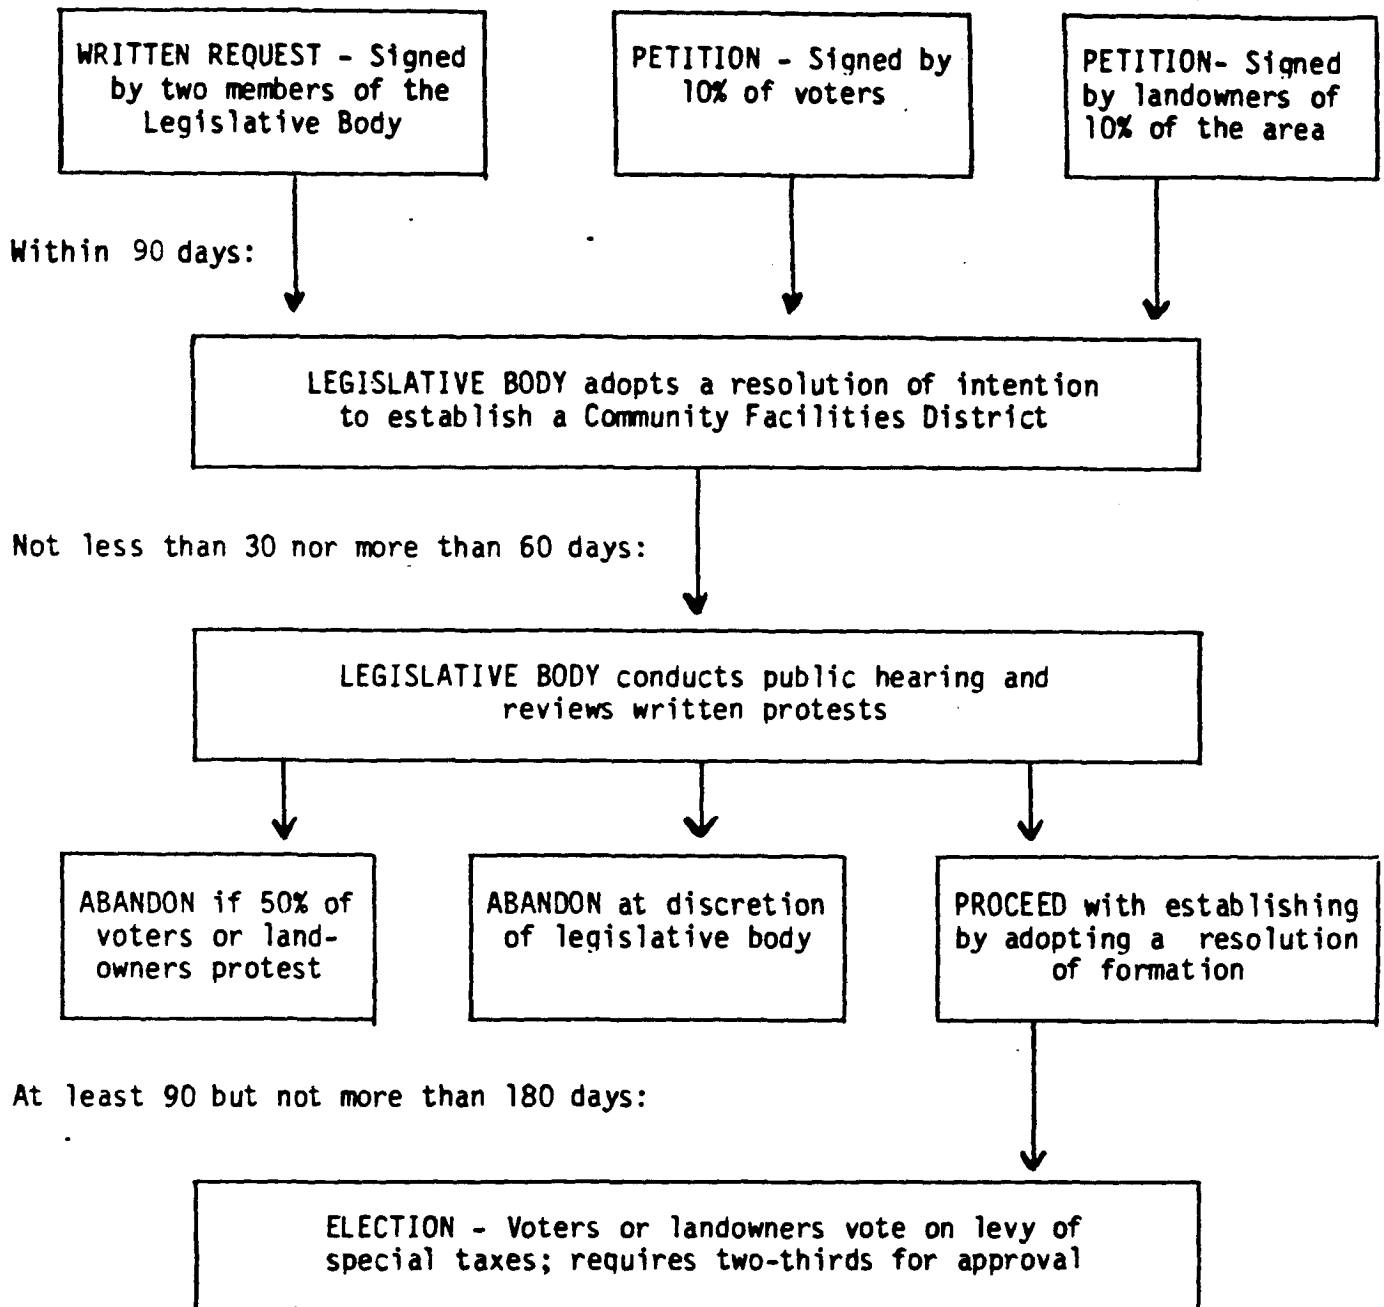 WRITTEN REQUEST - Signed
by two members of the
Legislative Body
PETITION - Signed by
10% of voters
PETITION- Signed
by landowners of
10% of the area
Within 90 days:
LEGISLATIVE BODY adopts a resolution of intention
to establish a Community Facilities District
Not less than 30 nor more than 60 days:
LEGISLATIVE BODY conducts public hearing and
reviews written protests
ABANDON if 50% of
voters or land-
owners protest
ABANDON at discretion
of legislative body
PROCEED with establishing
by adopting a resolution
of formation
At least 90 but not more than 180 days:
ELECTION - Voters or landowners vote on levy of
special taxes; requires two-thirds for approval